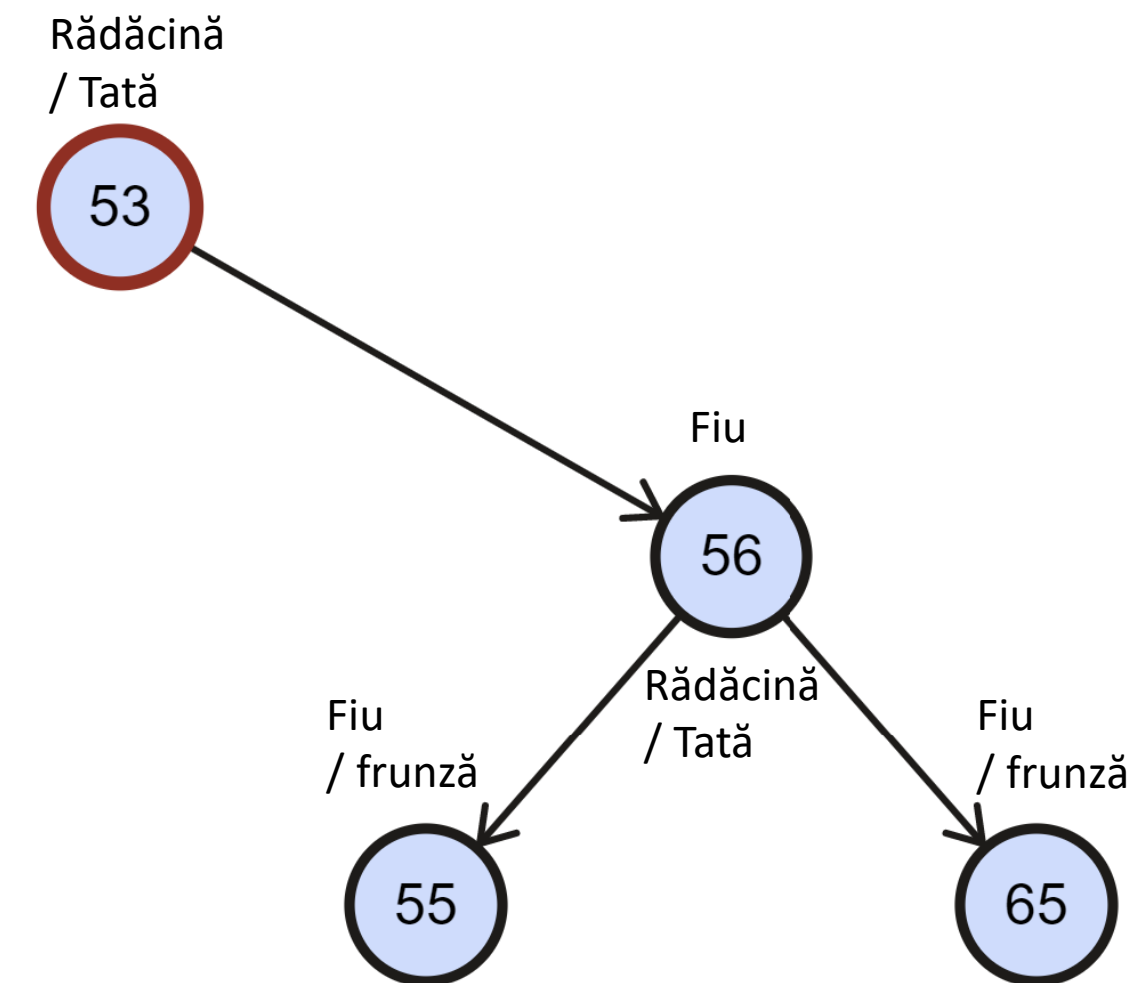 Rădăcină
/ Tată
53
Fiu
56
Rădăcină
/ Tată
Fiu
/ frunză
Fiu
/ frunză
55
65